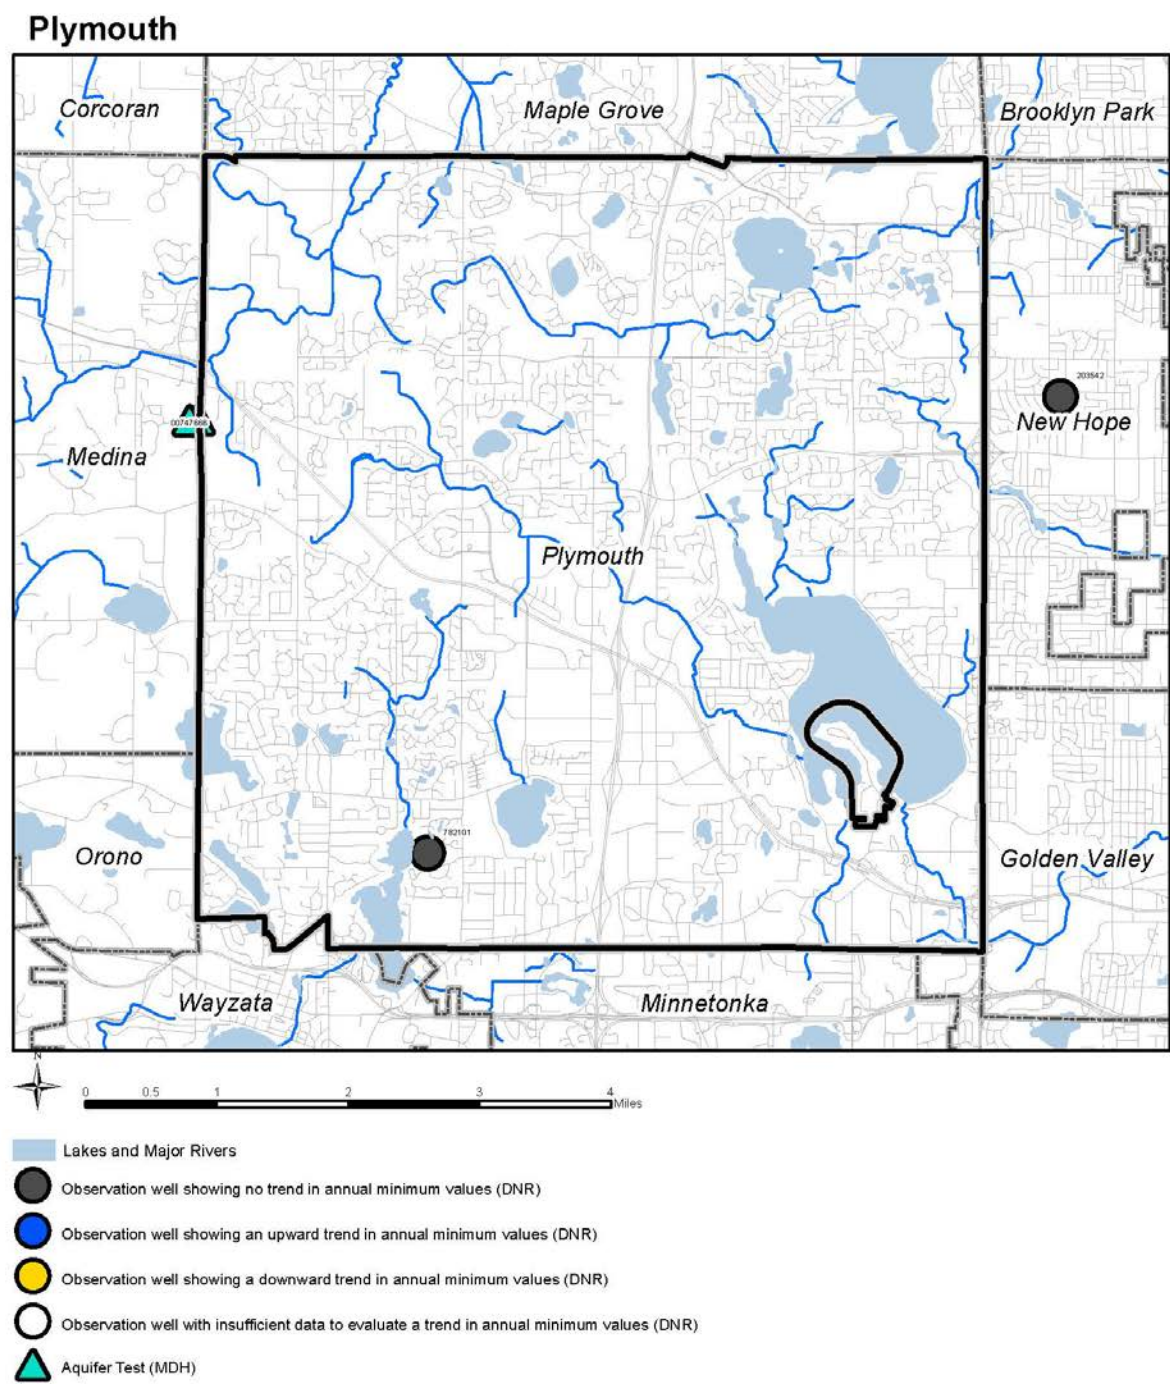 Plymouth
Corcoran
Maple Grove
Brooklyn Park
203542
New Hope
Medina
Plymouth
782101
Orono
Golden Valley
Wayzata
Minnetonka
N
0 0.5 1 2 3 4
Miles
Lakes and Major Rivers
Observation well showing no trend in annual minimum values (DNR)
Observation well showing an upward trend in annual minimum values (DNR)
Observation well showing a downward trend in annual minimum values (DNR)
Observation well with insufficient data to evaluate a trend in annual minimum values (DNR)
Aquifer Test (MDH)